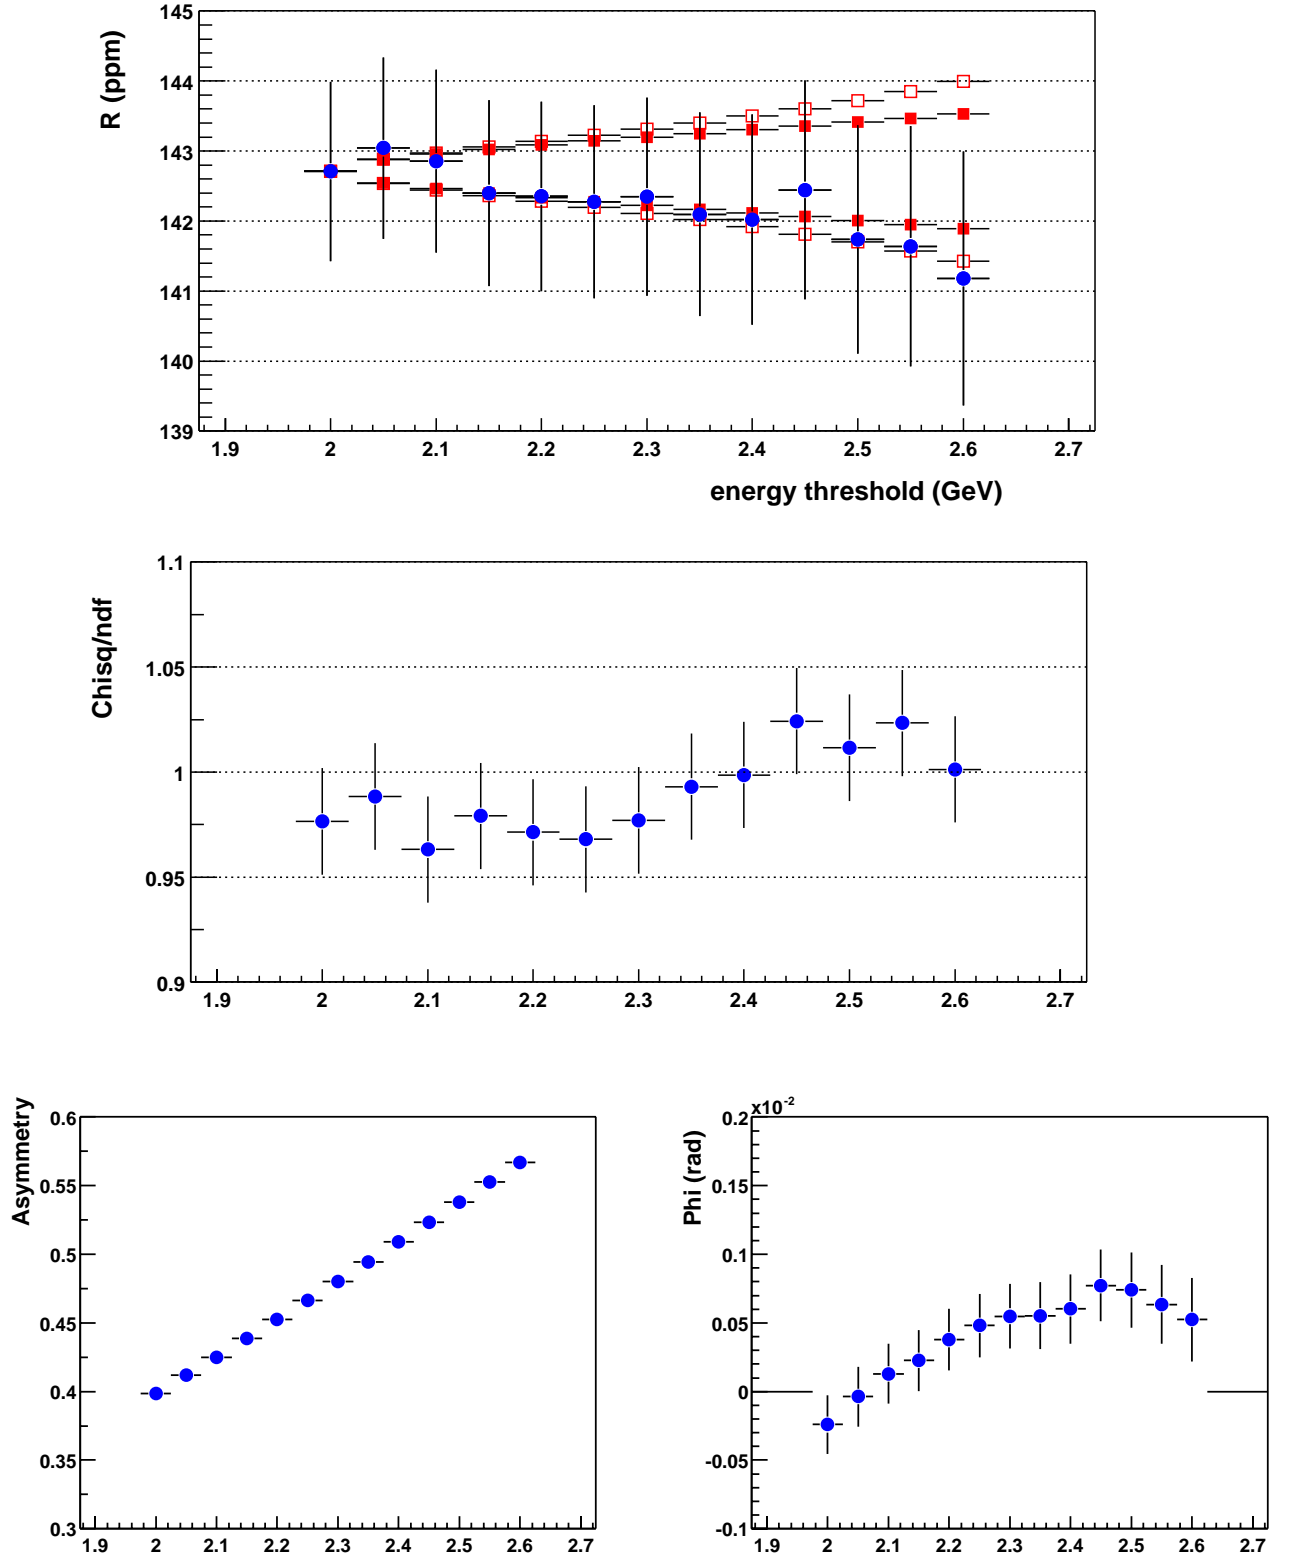 R (ppm)
145
144
143
142
141
140
139
1.9 2 2.1 2.2 2.3 2.4 2.5 2.6 2.7
energy threshold (GeV)
Chisq/ndf
1.1
1.05
1
0.95
0.9
1.9 2 2.1 2.2 2.3 2.4 2.5 2.6 2.7
Asymmetry
0.6
0.55
0.5
0.45
0.4
0.35
0.3
1.9 2 2.1 2.2 2.3 2.4 2.5 2.6 2.7
Phi (rad)
x10-2
0.2
0.15
0.1
0.05
0
-0.05
-0.1
1.9 2 2.1 2.2 2.3 2.4 2.5 2.6 2.7